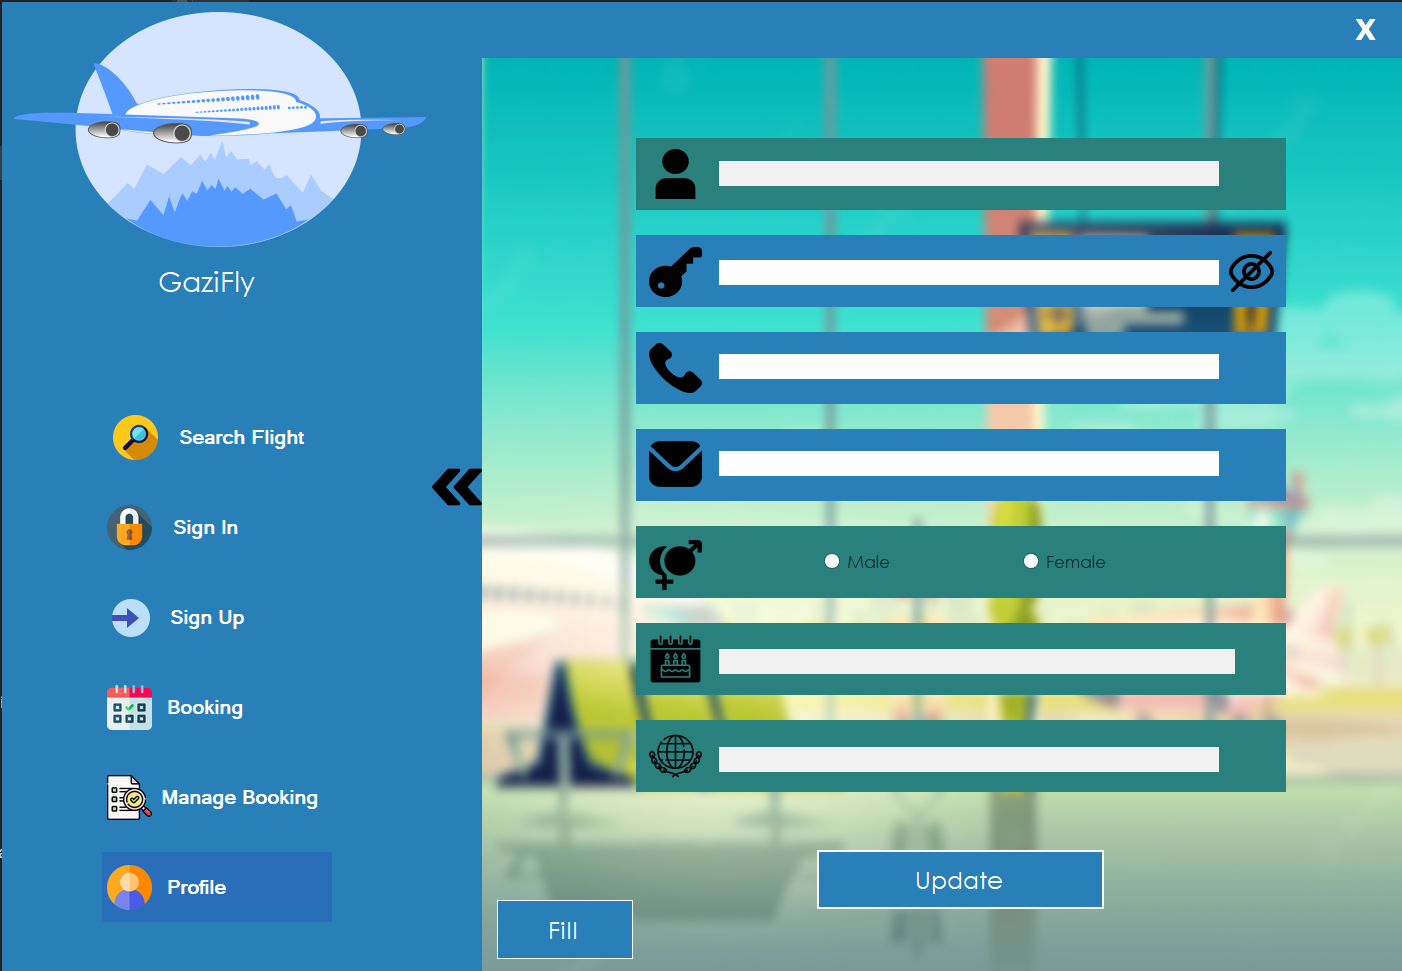 X
GaziFly
Search Flight
Sign In
Sign Up
Booking
Manage Booking
Profile
Male
Female
Update
Fill